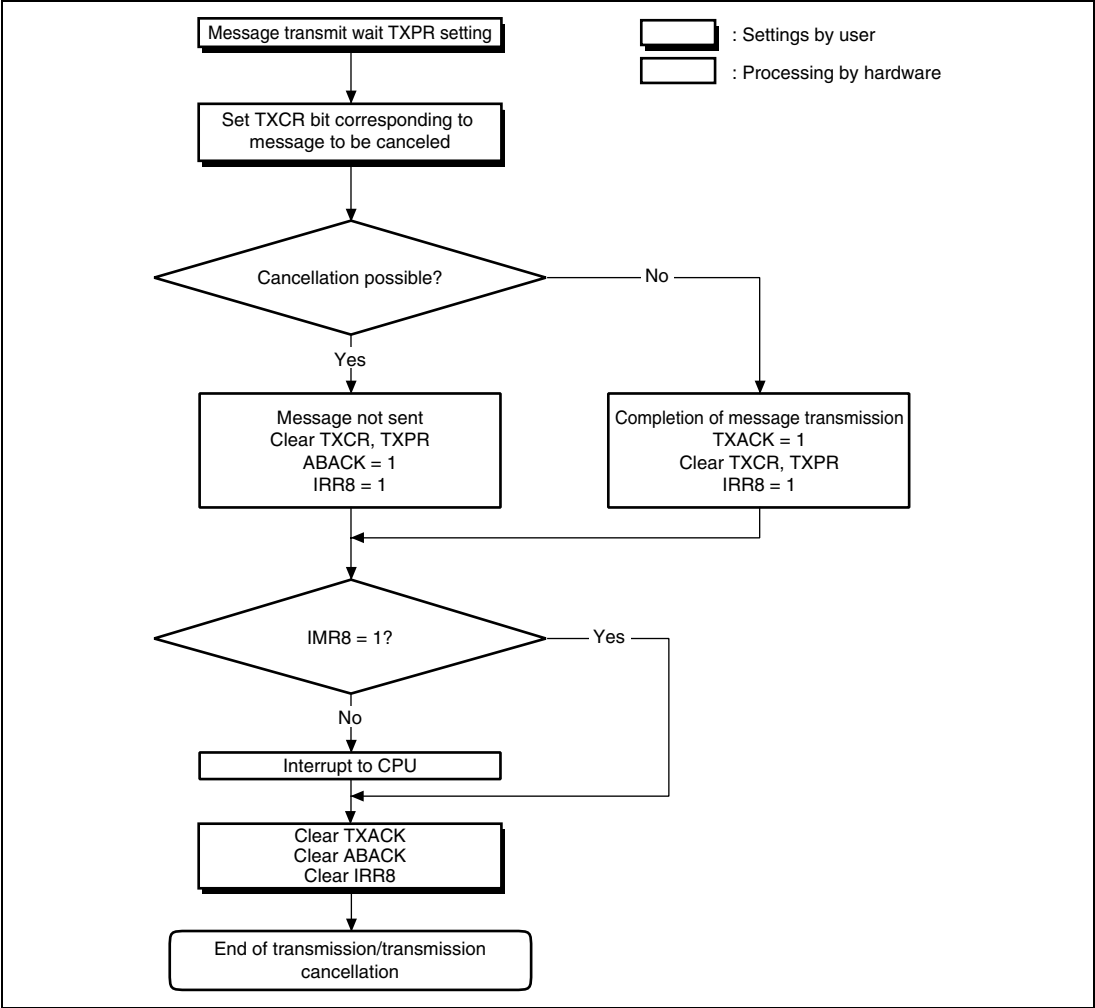 Message transmit wait TXPR setting
: Settings by user
: Processing by hardware
Set TXCR bit corresponding to
message to be canceled
Cancellation possible?
No
Yes
Message not sent
Clear TXCR, TXPR
ABACK = 1
IRR8 = 1
Completion of message transmission
TXACK = 1
Clear TXCR, TXPR
IRR8 = 1
IMR8 = 1?
Yes
No
Interrupt to CPU
Clear TXACK
Clear ABACK
Clear IRR8
End of transmission/transmission
cancellation